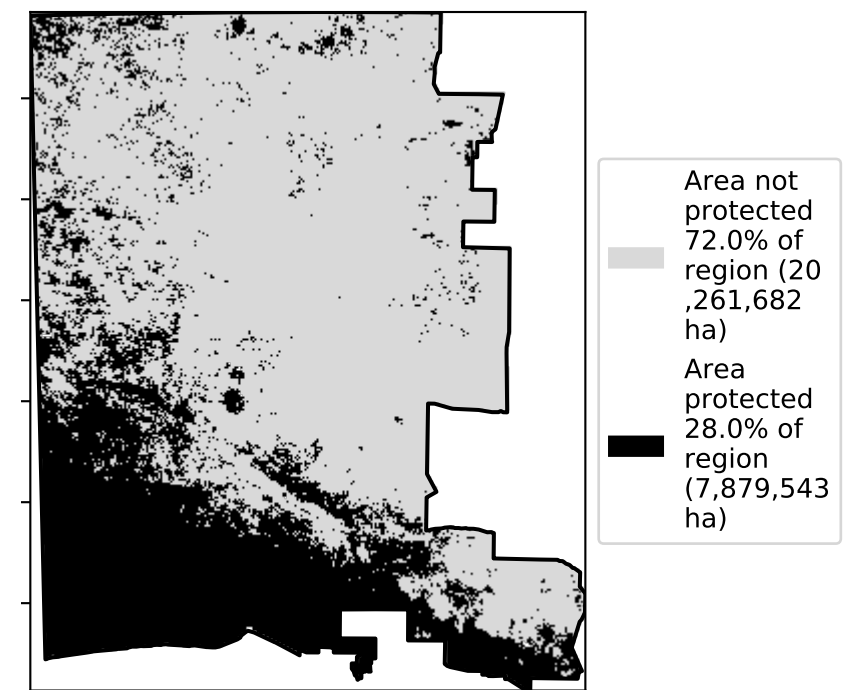 Area not
protected
72.0% of
region (20
,261,682
ha)
Area
protected
28.0% of
region
(7,879,543
ha)